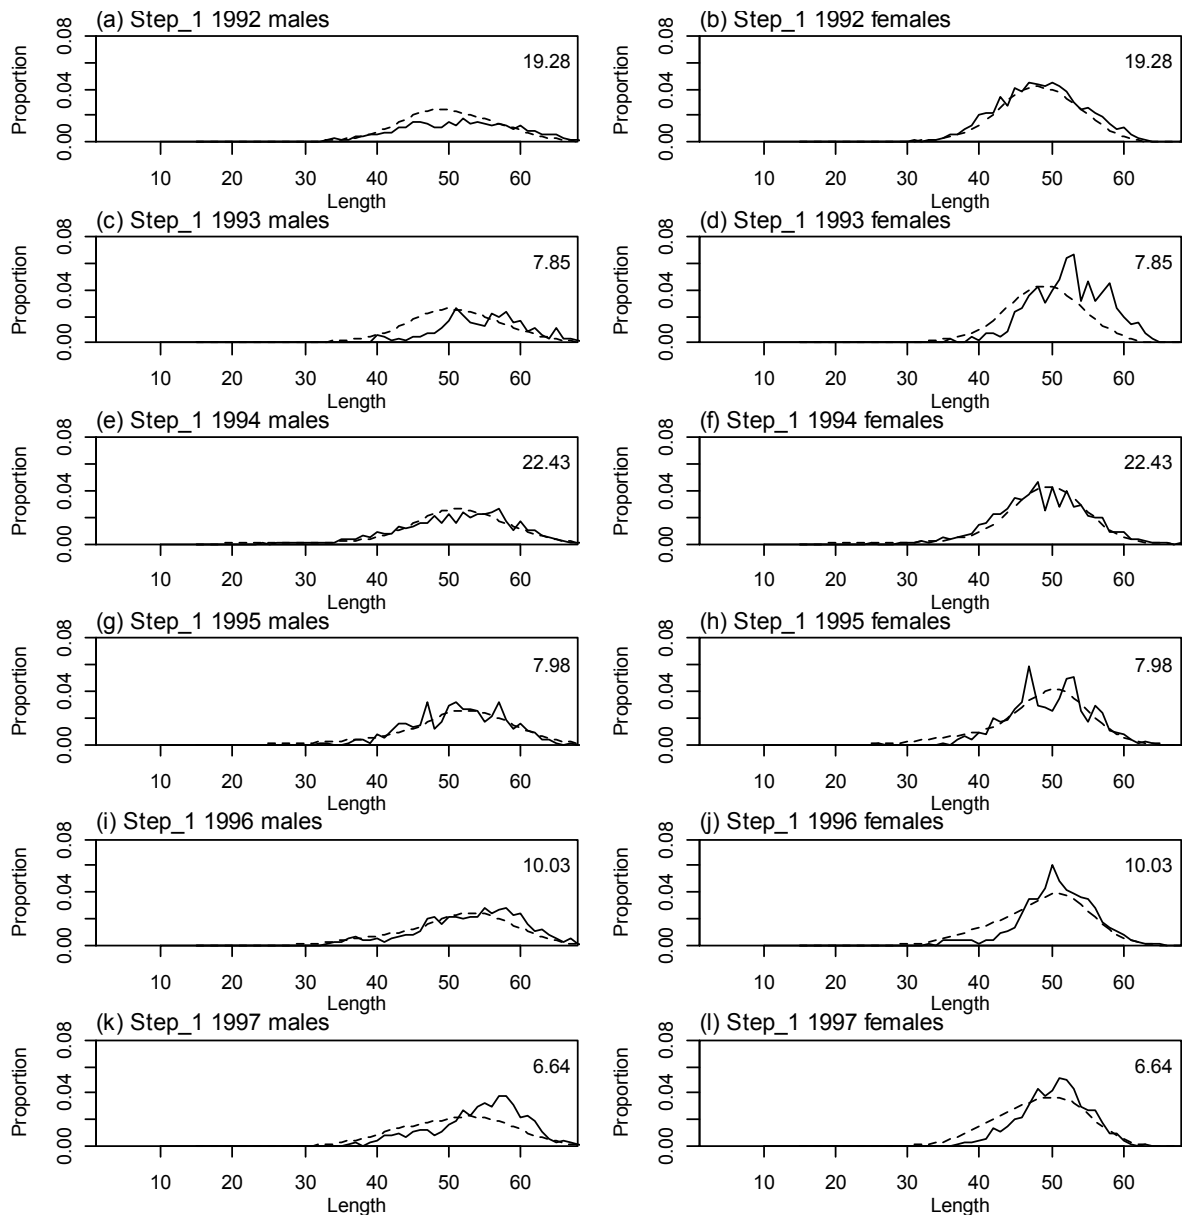 (a) Step_1 1992 males
Proportion
0.00 0.04 0.08
19.28
10 20 30 40 50 60
Length
(b) Step_1 1992 females
Proportion
0.00 0.04 0.08
19.28
10 20 30 40 50 60
Length
(c) Step_1 1993 males
Proportion
0.00 0.04 0.08
7.85
10 20 30 40 50 60
Length
(d) Step_1 1993 females
Proportion
0.00 0.04 0.08
7.85
10 20 30 40 50 60
Length
(e) Step_1 1994 males
Proportion
0.00 0.04 0.08
22.43
10 20 30 40 50 60
Length
(f) Step_1 1994 females
Proportion
0.00 0.04 0.08
22.43
10 20 30 40 50 60
Length
(g) Step_1 1995 males
Proportion
0.00 0.04 0.08
7.98
10 20 30 40 50 60
Length
(h) Step_1 1995 females
Proportion
0.00 0.04 0.08
7.98
10 20 30 40 50 60
Length
(i) Step_1 1996 males
Proportion
0.00 0.04 0.08
10.03
10 20 30 40 50 60
Length
(j) Step_1 1996 females
Proportion
0.00 0.04 0.08
10.03
10 20 30 40 50 60
Length
(k) Step_1 1997 males
Proportion
0.00 0.04 0.08
6.64
10 20 30 40 50 60
Length
(l) Step_1 1997 females
Proportion
0.00 0.04 0.08
6.64
10 20 30 40 50 60
Length